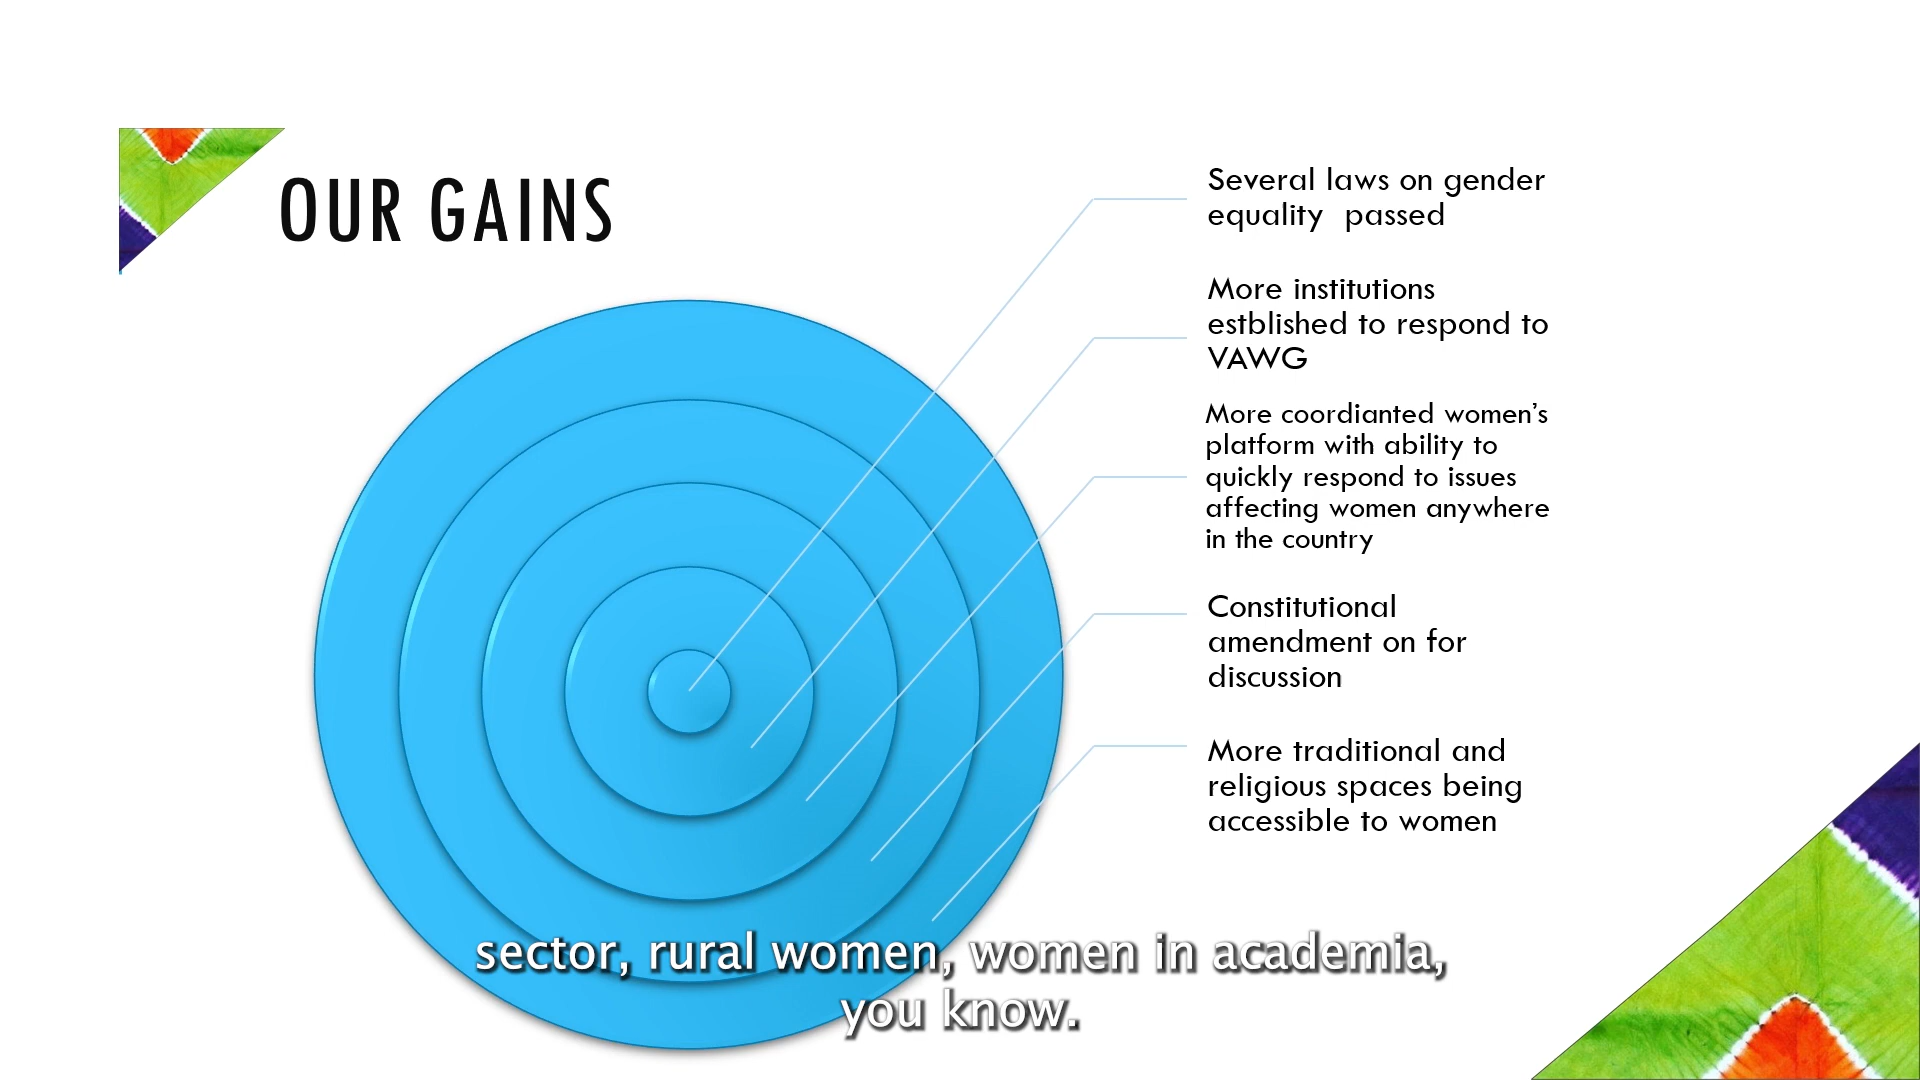 OUR GAINS
Several laws on gender
equality  passed
More institutions
estblished to respond to
VAWG
More coordianted women’s
platform with ability to
quickly respond to issues
affecting women anywhere
in the country
Constitutional
amendment on for
discussion
More traditional and
religious spaces being
accessible to women
sector, rural women, women in academia,
you know.